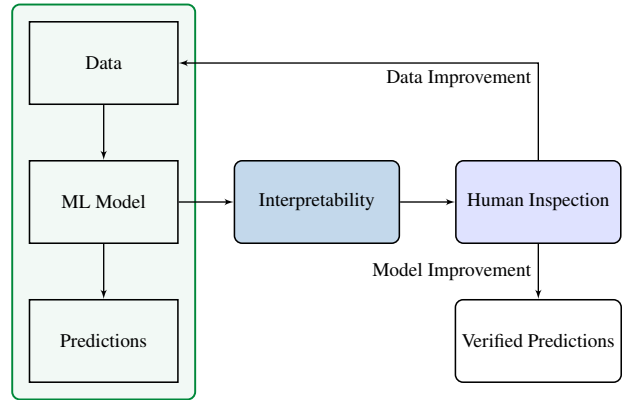 Data
Data Improvement
ML Model
Interpretability
Human Inspection
Model Improvement
Predictions
Verified Predictions